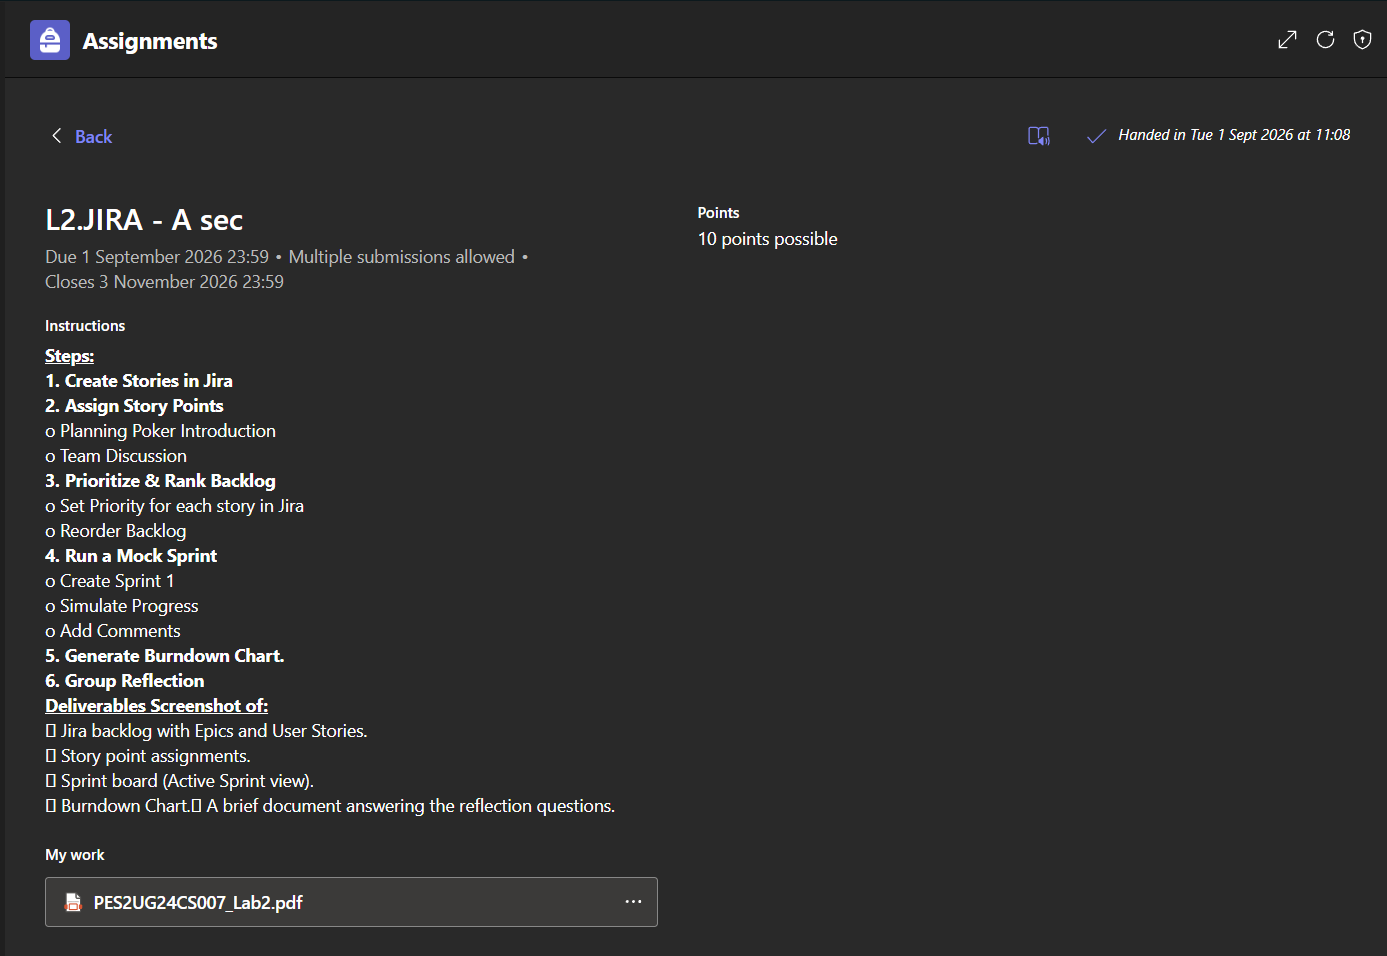 Assignments
Back
Handed in Tue 1 Sept 2026 at 11:08
L2.JIRA - A sec
Due 1 September 2026 23:59 • Multiple submissions allowed •
Closes 3 November 2026 23:59
Points
10 points possible
Instructions
Steps:
1. Create Stories in Jira
2. Assign Story Points
o Planning Poker Introduction
o Team Discussion
3. Prioritize & Rank Backlog
o Set Priority for each story in Jira
o Reorder Backlog
4. Run a Mock Sprint
o Create Sprint 1
o Simulate Progress
o Add Comments
5. Generate Burndown Chart.
6. Group Reflection
Deliverables Screenshot of:
▯ Jira backlog with Epics and User Stories.
▯ Story point assignments.
▯ Sprint board (Active Sprint view).
▯ Burndown Chart.▯ A brief document answering the reflection questions.
My work
PES2UG24CS007_Lab2.pdf